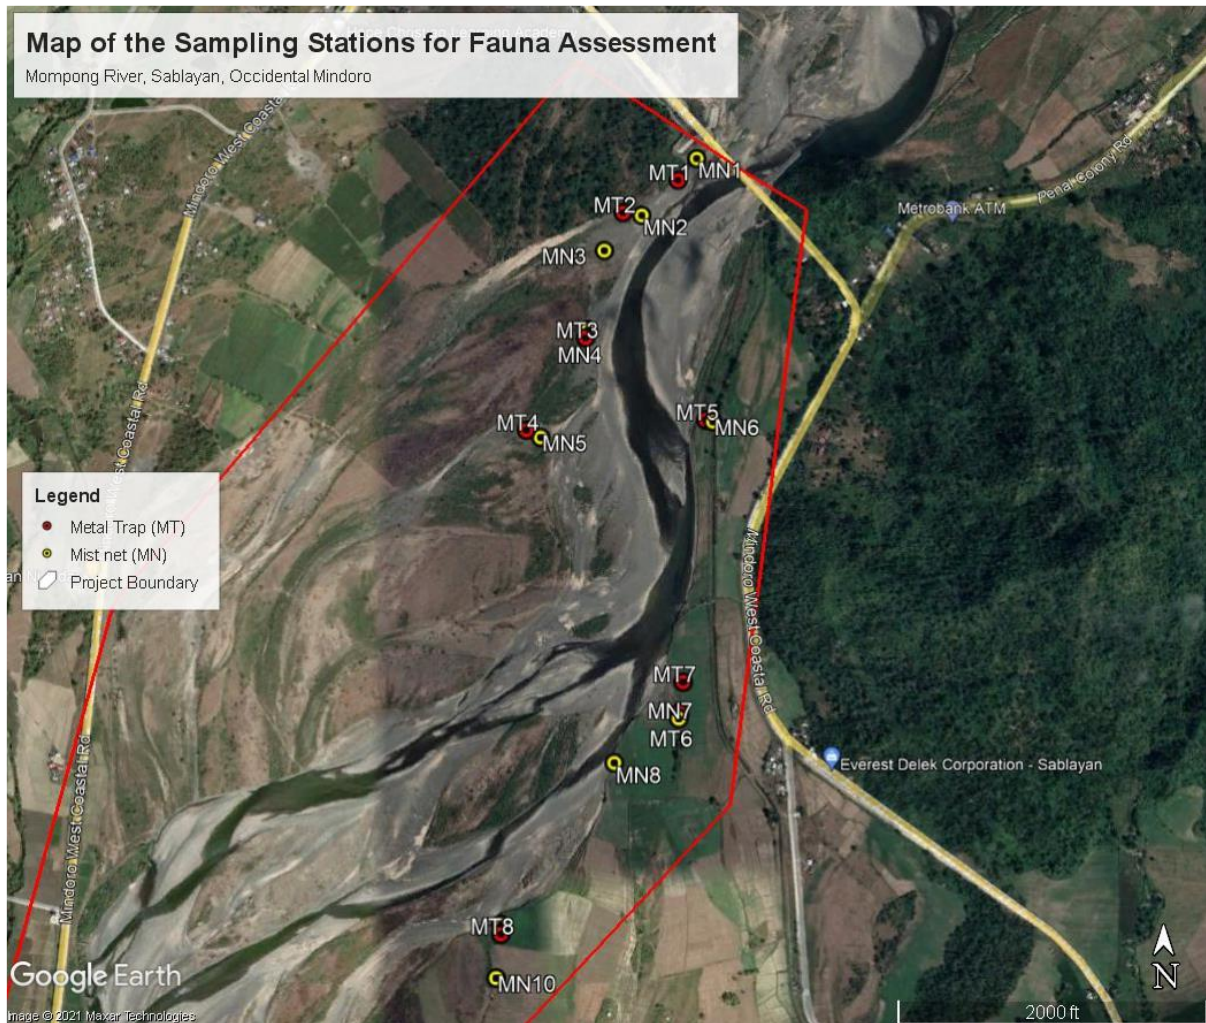 Map of the Sampling Stations for Fauna Assessment
Mompong River, Sablayan, Occidental Mindoro
Mindoro West Coastal
MN1
MT1
MT2
MN2
MN3
Metrobank ATM
Penal Colony Rd
MT3
MN4
MT4
MN5
MT5
MN6
Mindoro West Coastal Rd
Legend
Metal Trap (MT)
Mist net (MN)
Project Boundary
Mindoro West Coastal Rd
MT7
MN7
MT6
MN8
Everest Delek Corporation - Sablayan
Mindoro West Coastal Rd
MT8
MN10
Google Earth
Image © 2021 Maxar Technologies
2000 ft
N